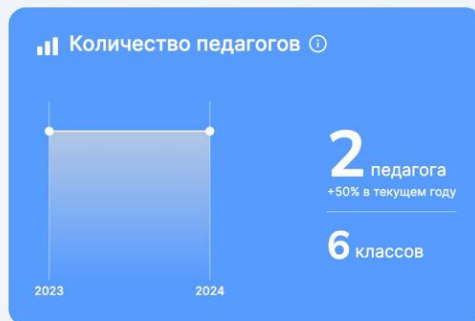 Количество педагогов
2 педагога
+50% в текущем году
6 классов
2023
2024